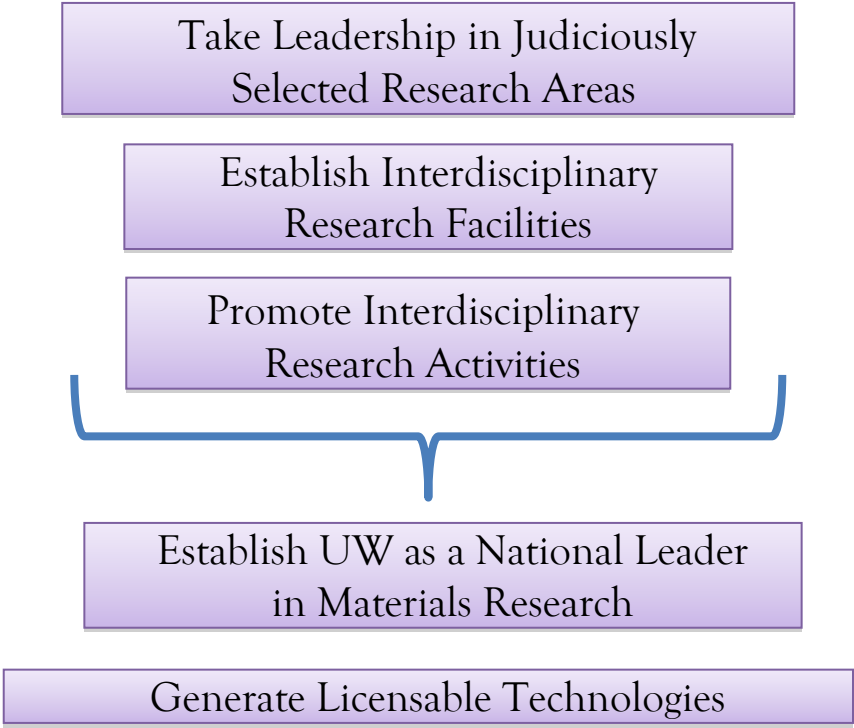 Take Leadership in Judiciously
Selected Research Areas
Establish Interdisciplinary
Research Facilities
Promote Interdisciplinary
Research Activities
Establish UW as a National Leader
in Materials Research
Generate Licensable Technologies